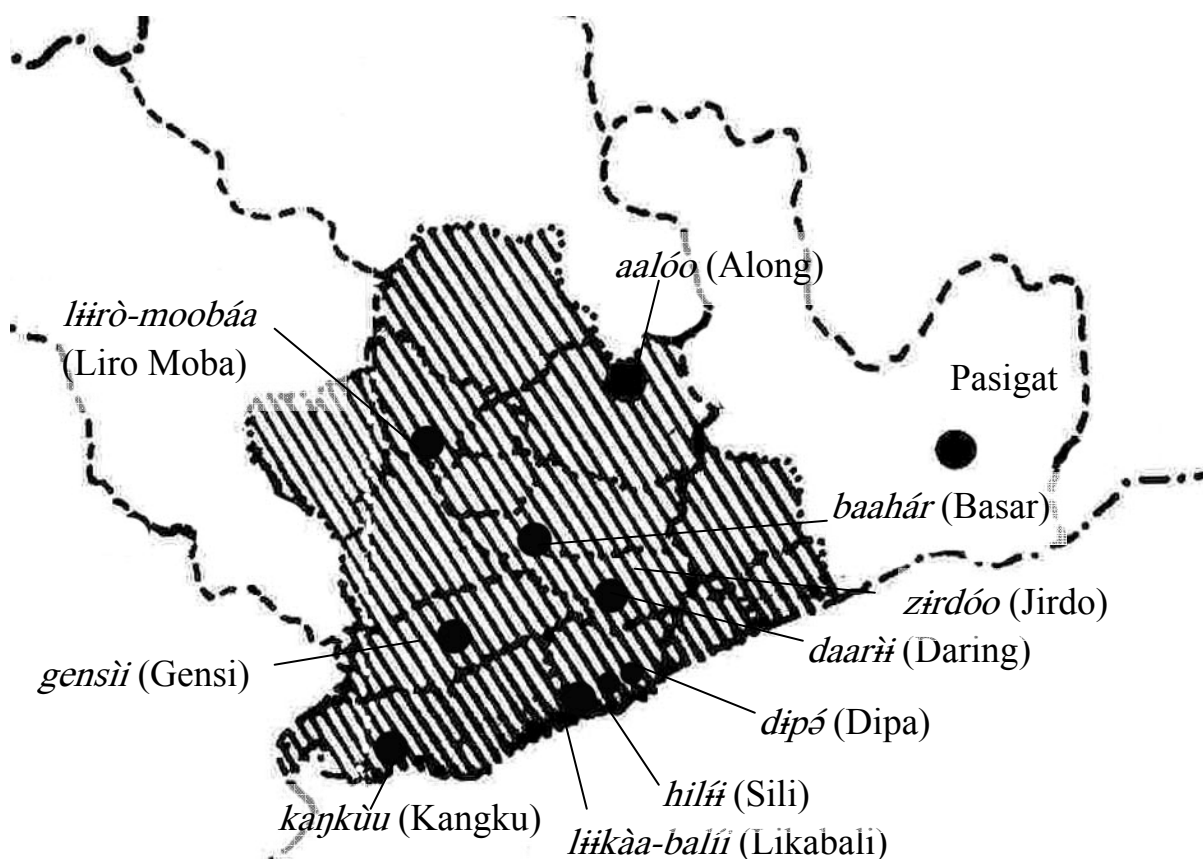 aalóo (Along)
lɨɨrò-moobáa
(Liro Moba)
Pasigat
baahár (Basar)
zɨrdóo (Jirdo)
gensìi (Gensi)
daarɨ̀ɨ (Daring)
dɨpə́ (Dipa)
hilɨ́ɨ (Sili)
kaŋkùu (Kangku)
lɨɨkàa-balíi (Likabali)